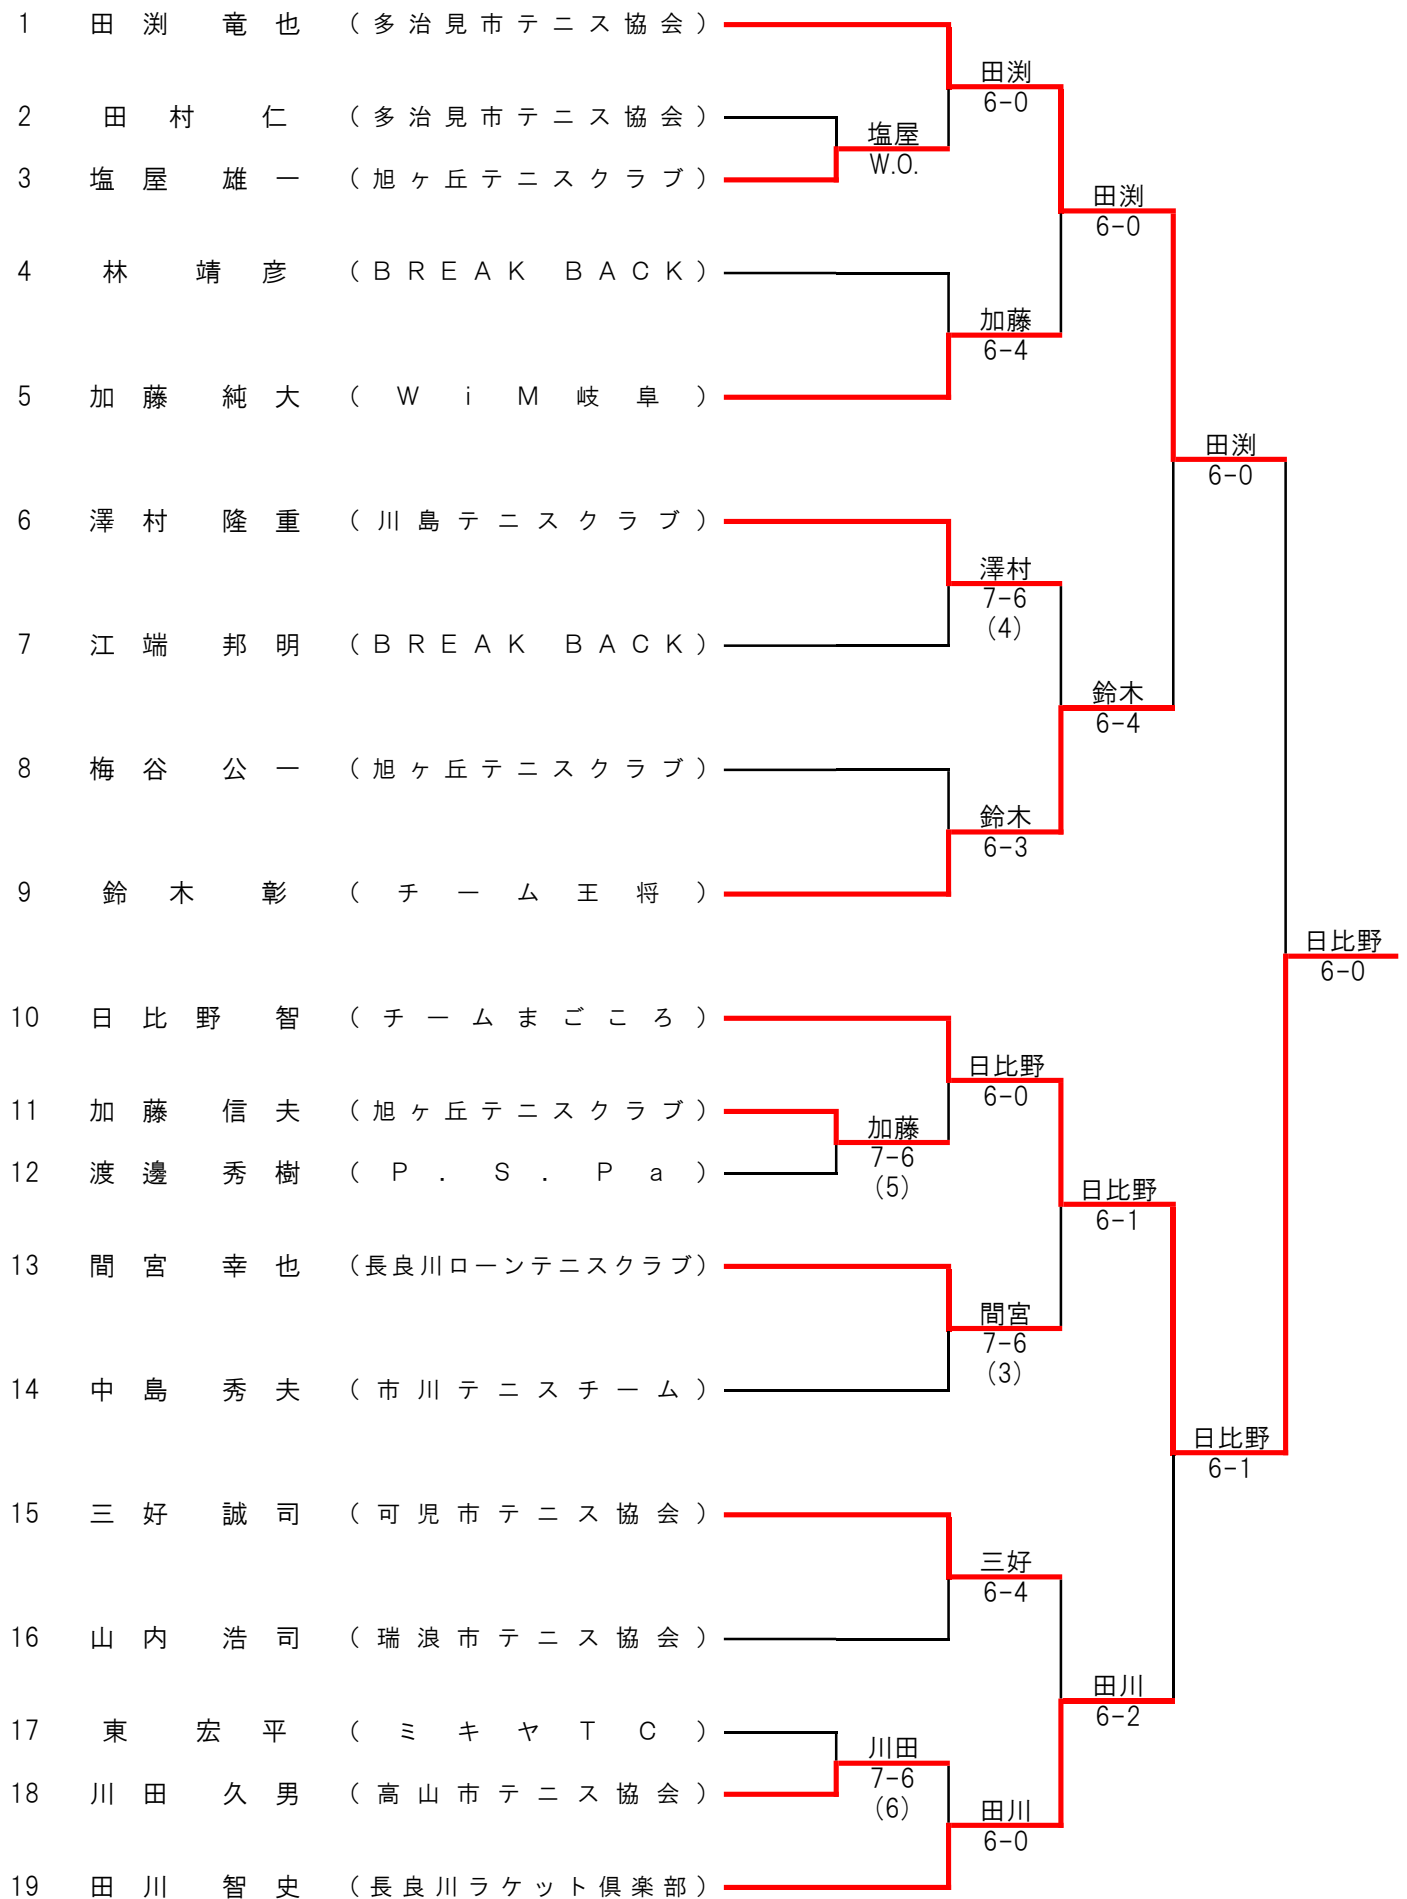 1 田渕 竜也 (多治見市テニス協会)
田渕
6-0
2 田村 仁 (多治見市テニス協会)
塩屋
W.O.
3 塩屋 雄一 (旭ヶ丘テニスクラブ)
田渕
6-0
4 林 靖彦 (BREAK BACK)
加藤
6-4
5 加藤 純大 (WiM岐阜)
田渕
6-0
6 澤村 隆重 (川島テニスクラブ)
澤村
7-6
(4)
7 江端 邦明 (BREAK BACK)
鈴木
6-4
8 梅谷 公一 (旭ヶ丘テニスクラブ)
鈴木
6-3
9 鈴木 彰 (チーム王将)
日比野
6-0
10 日比野 智 (チームまごころ)
日比野
6-0
11 加藤 信夫 (旭ヶ丘テニスクラブ)
加藤
7-6
(5)
12 渡邊 秀樹 (P.S.Pa)
日比野
6-1
13 間宮 幸也 (長良川ローンテニスクラブ)
間宮
7-6
(3)
14 中島 秀夫 (市川テニスチーム)
日比野
6-1
15 三好 誠司 (可児市テニス協会)
三好
6-4
16 山内 浩司 (瑞浪市テニス協会)
田川
6-2
17 東 宏平 (ミキヤTC)
川田
7-6
(6)
18 川田 久男 (高山市テニス協会)
田川
6-0
19 田川 智史 (長良川ラケット倶楽部)